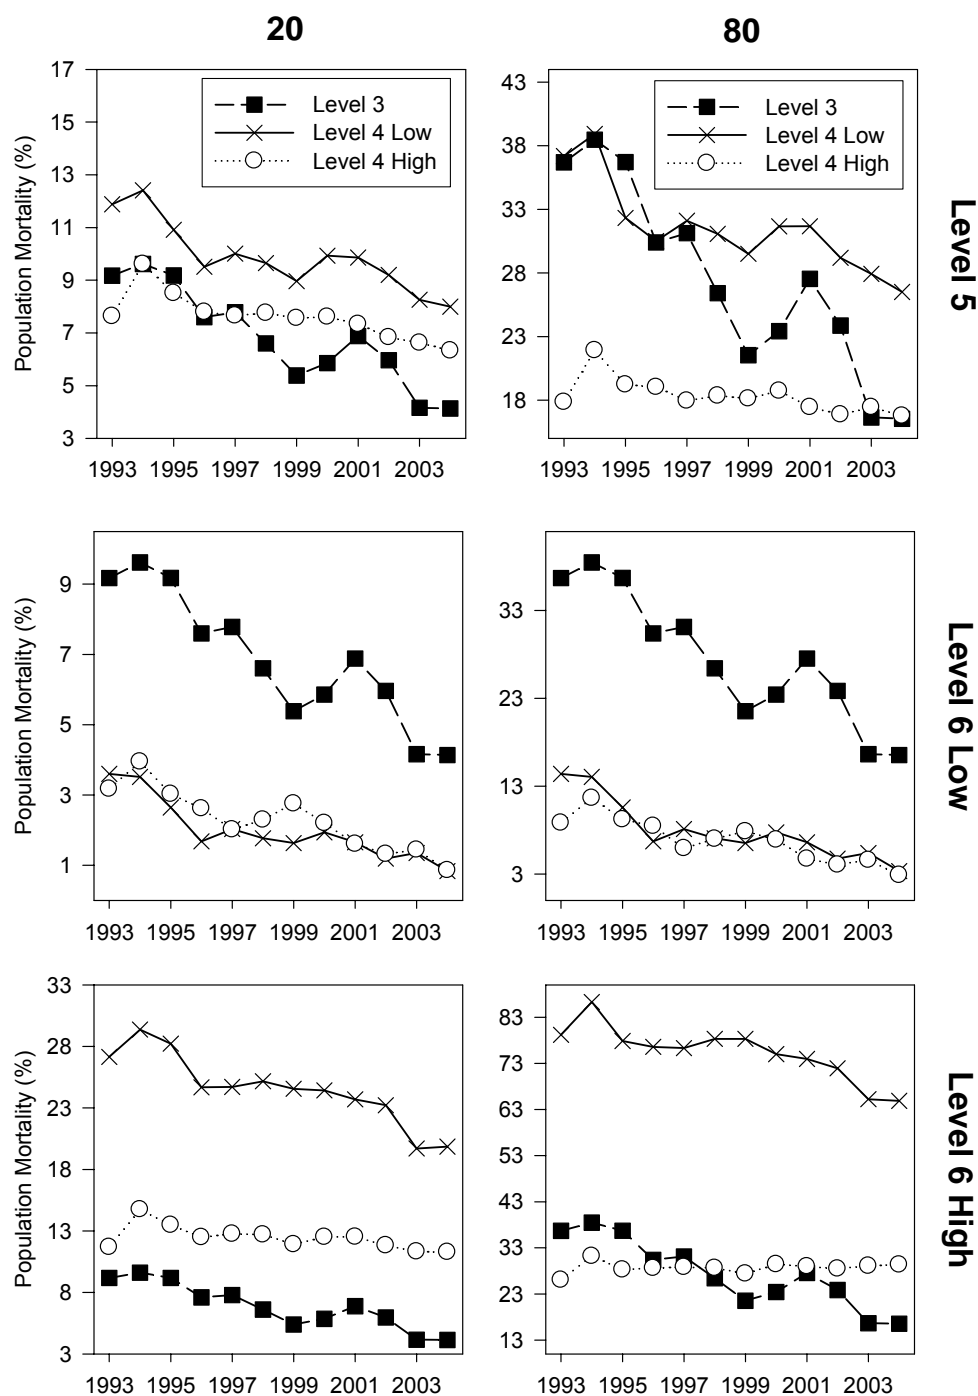 20
80
Population Mortality (%)
17
15
13
11
9
7
5
3
Level 3
Level 4 Low
Level 4 High
1993 1995 1997 1999 2001 2003
43
38
33
28
23
18
Level 3
Level 4 Low
Level 4 High
1993 1995 1997 1999 2001 2003
Level 5
Population Mortality (%)
9
7
5
3
1
1993 1995 1997 1999 2001 2003
33
23
13
3
1993 1995 1997 1999 2001 2003
Level 6 Low
Population Mortality (%)
33
28
23
18
13
8
3
1993 1995 1997 1999 2001 2003
83
73
63
53
43
33
23
13
1993 1995 1997 1999 2001 2003
Level 6 High